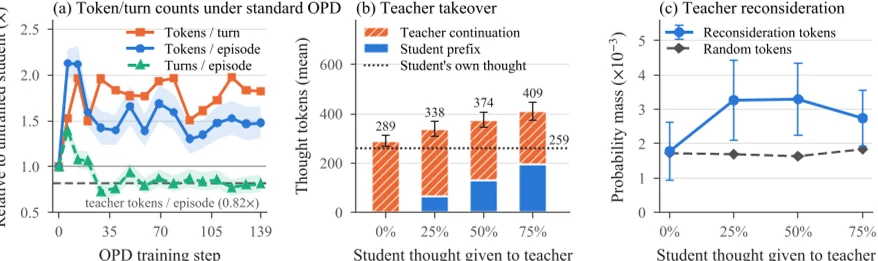 (a) Token/turn counts under standard OPD
Relative to untrained student (×)
2.5
2.0
1.5
1.0
0.5
Tokens / turn
Tokens / episode
Turns / episode
teacher tokens / episode (0.82×)
0 35 70 105 139
OPD training step
(b) Teacher takeover
Thought tokens (mean)
600
400
200
0
Teacher continuation
Student prefix
Student's own thought
289 338 374 409
259
0% 25% 50% 75%
Student thought given to teacher
(c) Teacher reconsideration
Probability mass (×10⁻³)
5
4
3
2
1
0
Reconsideration tokens
Random tokens
0% 25% 50% 75%
Student thought given to teacher